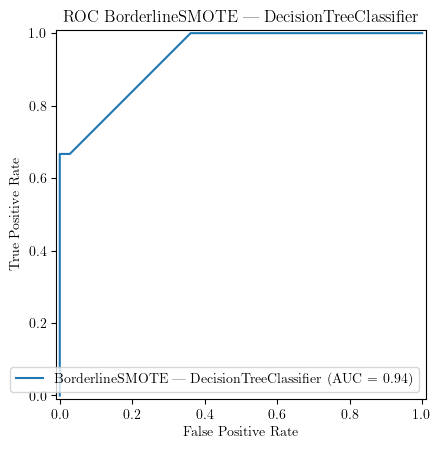 ROC BorderlineSMOTE — DecisionTreeClassifier
1.0
0.8
0.6
0.4
0.2
0.0
True Positive Rate
BorderlineSMOTE — DecisionTreeClassifier (AUC = 0.94)
0.0 0.2 0.4 0.6 0.8 1.0
False Positive Rate